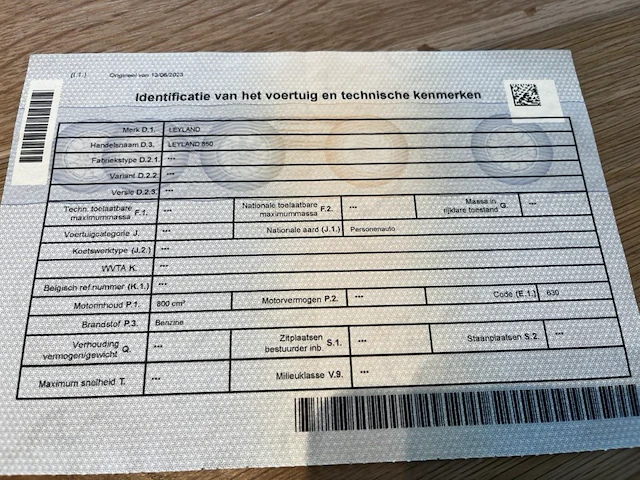 (I.1.) Origineel van 13/06/2023
Identificatie van het voertuig en technische kenmerken
Merk D.1. LEYLAND
Handelsnaam D.3. LEYLAND 850
Fabriekstype D.2.1. ***
Variant D.2.2. ***
Versie D.2.3. ***
Techn. toelaatbare maximummassa F.1. *** Nationale toelaatbare maximummassa F.2. *** Massa in rijklare toestand G. ***
Voertuigcategorie J. *** Nationale aard (J.1.) Personenauto
Koetswerktype (J.2.) ***
WVTA K. ***
Belgisch ref.nummer (K.1.) ***
Motorinhoud P.1. 800 cm³ Motorvermogen P.2. *** Code (E.1.) 630
Brandstof P.3. Benzine
Verhouding vermogen/gewicht Q. *** Zitplaatsen bestuurder inb. S.1. *** Staanplaatsen S.2. ***
Maximum snelheid T. *** Milieuklasse V.9. ***